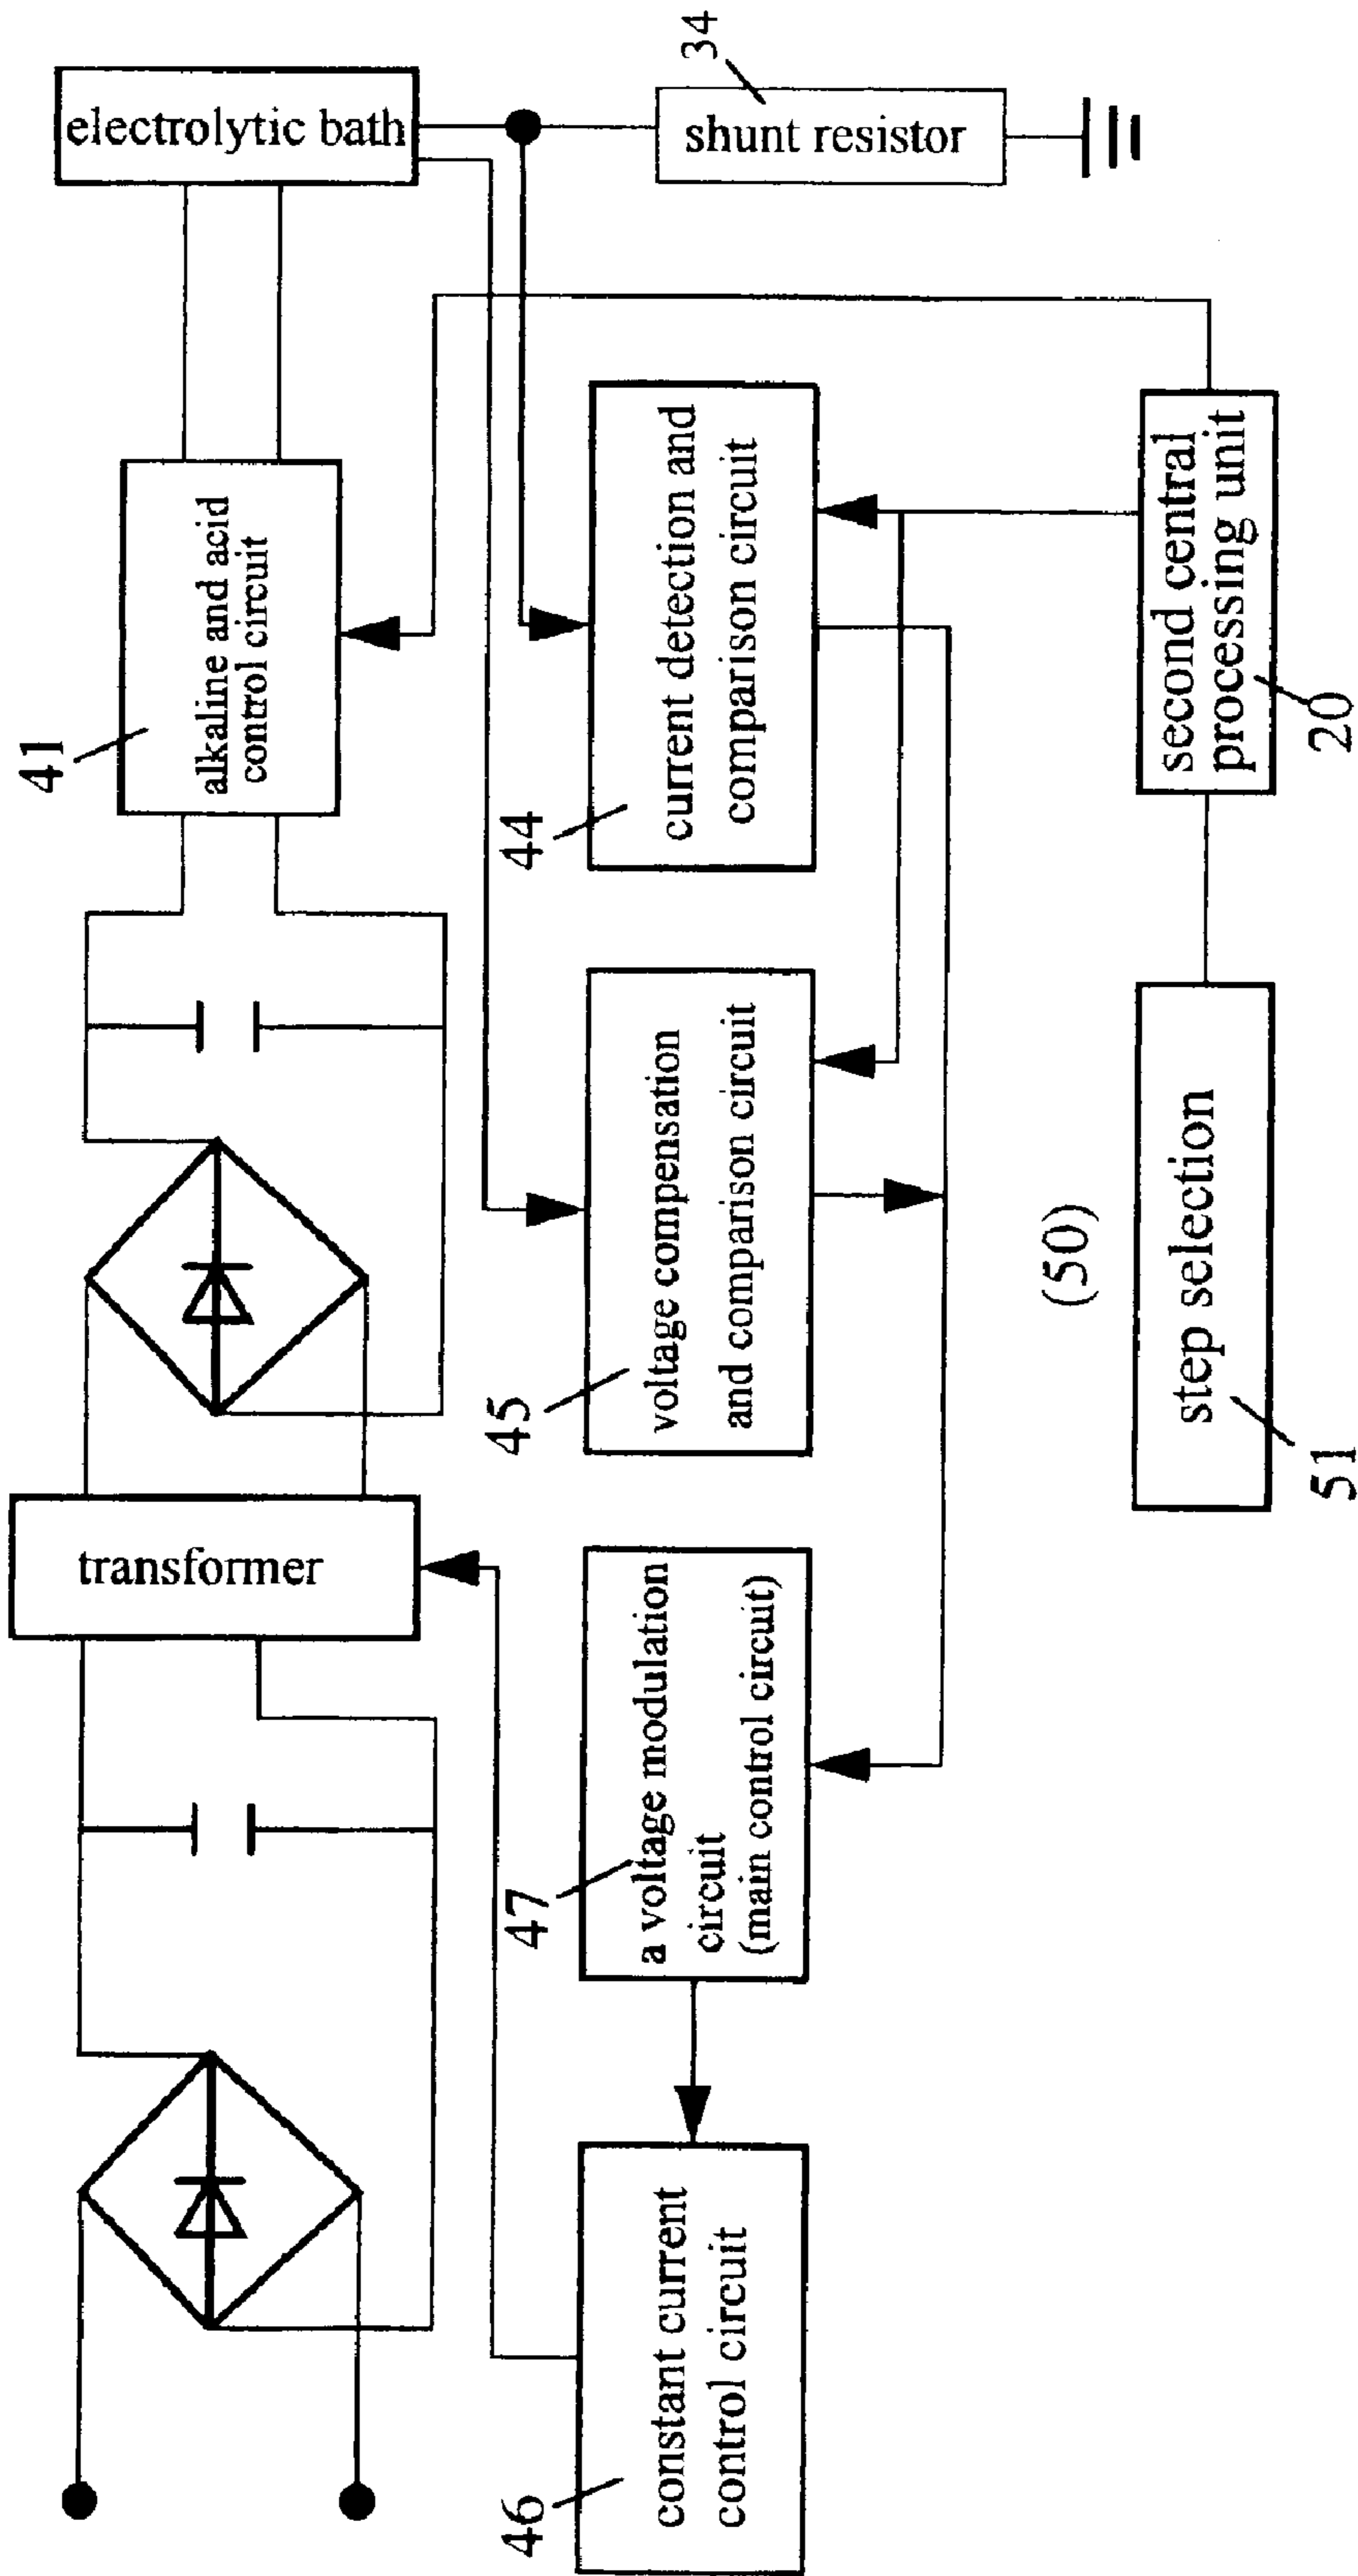 electrolytic bath
34
shunt resistor
41
alkaline and acid
control circuit
44
current detection and
comparison circuit
second central
processing unit
20
transformer
45
voltage compensation
and comparison circuit
(50)
step selection
51
47
a voltage modulation
circuit
(main control circuit)
46
constant current
control circuit